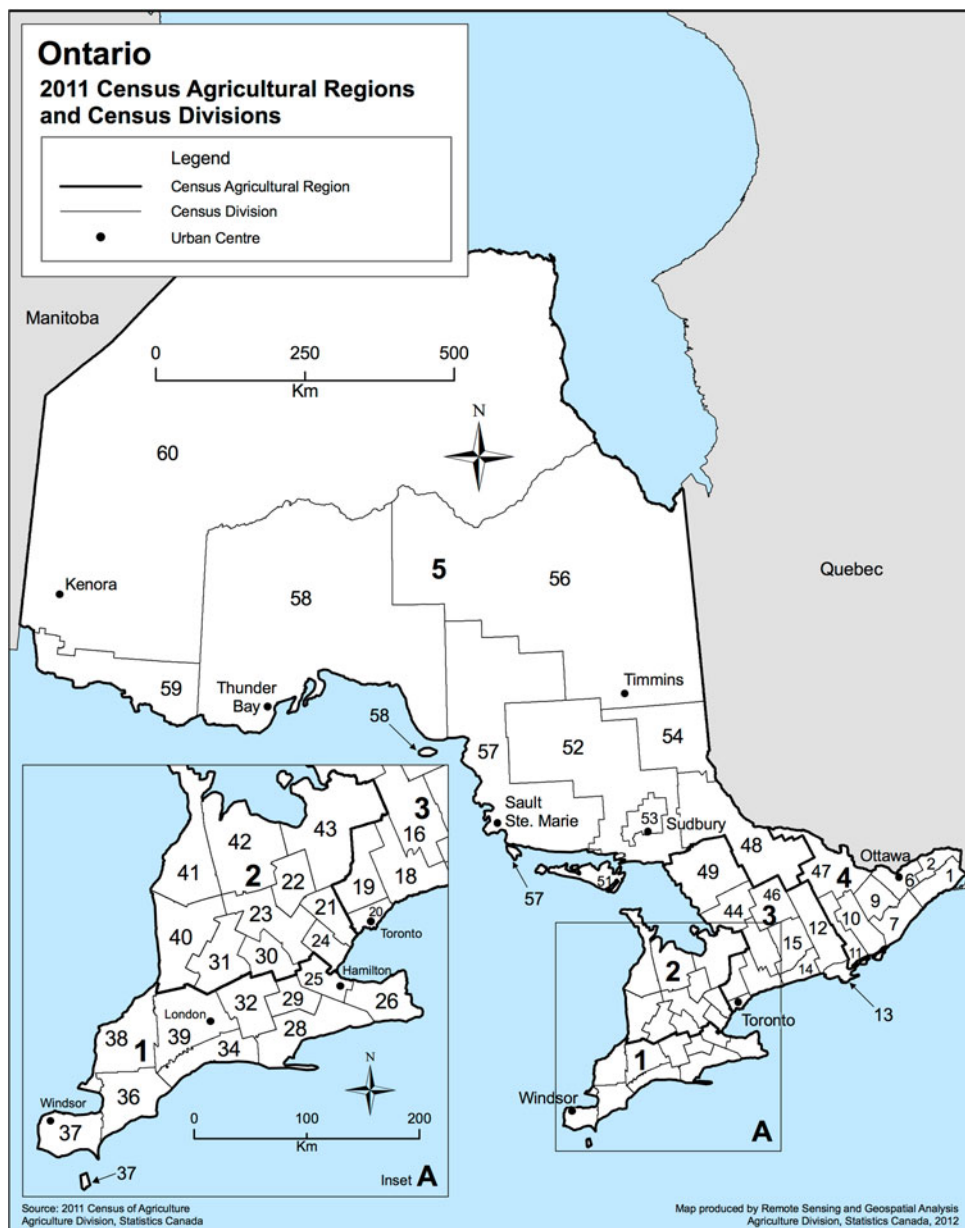 Ontario
2011 Census Agricultural Regions
and Census Divisions
Legend
Census Agricultural Region
Census Division
Urban Centre
Manitoba
0 250 500
Km
N
60
Kenora
5
56
Quebec
58
59
Thunder
Bay
Timmins
58
57
52
54
Sault
Ste. Marie
53
Sudbury
57
51
49
48
47
4
Ottawa
2
1
6
9
7
46
44
3
12
10
15
11
14
13
2
Toronto
1
Windsor
A
3
16
43
42
41
2
22
19
18
21
20
Toronto
23
40
24
31
30
25
Hamilton
32
29
26
London
38
39
1
34
28
36
N
Windsor
37
0 100 200
Km
37
Inset A
Source: 2011 Census of Agriculture
Agriculture Division, Statistics Canada
Map produced by Remote Sensing and Geospatial Analysis
Agriculture Division, Statistics Canada, 2012